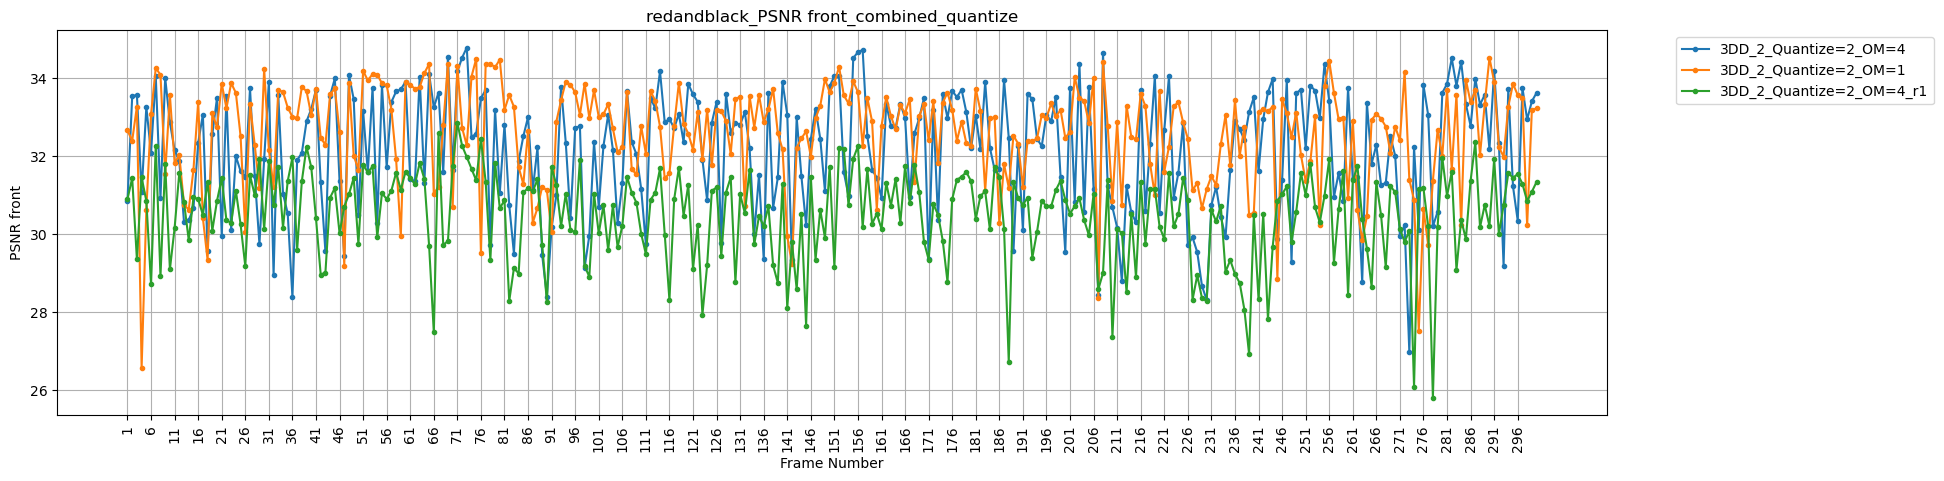 redandblack_PSNR front_combined_quantize
3DD_2_Quantize=2_OM=4
3DD_2_Quantize=2_OM=1
3DD_2_Quantize=2_OM=4_r1
PSNR front
34
32
30
28
26
1 6 11 16 21 26 31 36 41 46 51 56 61 66 71 76 81 86 91 96 101 106 111 116 121 126 131 136 141 146 151 156 161 166 171 176 181 186 191 196 201 206 211 216 221 226 231 236 241 246 251 256 261 266 271 276 281 286 291 296
Frame Number